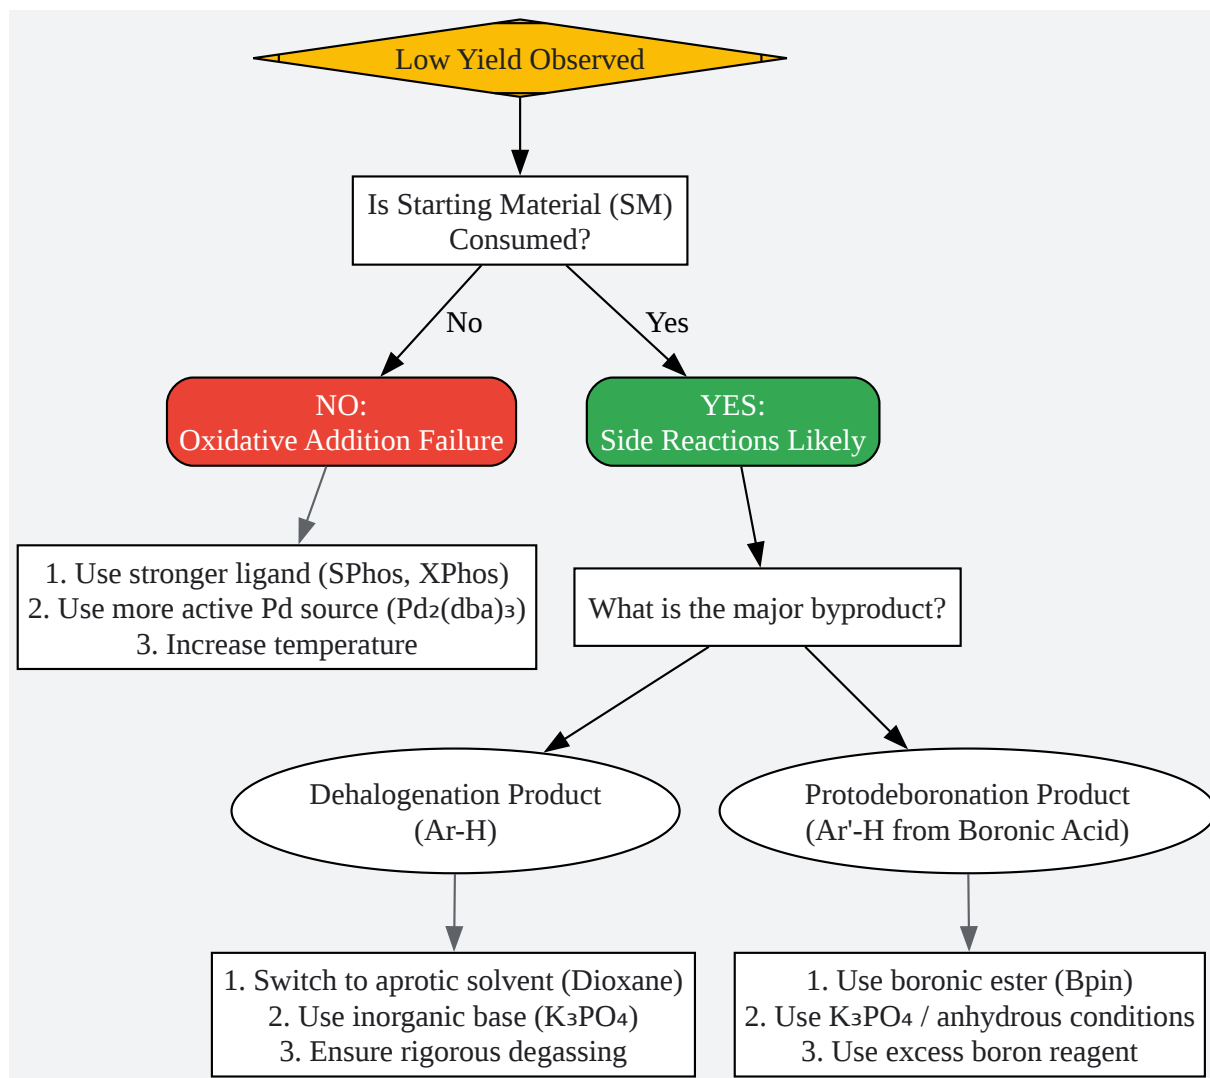 Low Yield Observed
Is Starting Material (SM)
Consumed?
No
Yes
NO:
Oxidative Addition Failure
YES:
Side Reactions Likely
1. Use stronger ligand (SPhos, XPhos)
2. Use more active Pd source (Pd₂(dba)₃)
3. Increase temperature
What is the major byproduct?
Dehalogenation Product
(Ar-H)
Protodeboronation Product
(Ar'-H from Boronic Acid)
1. Switch to aprotic solvent (Dioxane)
2. Use inorganic base (K₃PO₄)
3. Ensure rigorous degassing
1. Use boronic ester (Bpin)
2. Use K₃PO₄ / anhydrous conditions
3. Use excess boron reagent